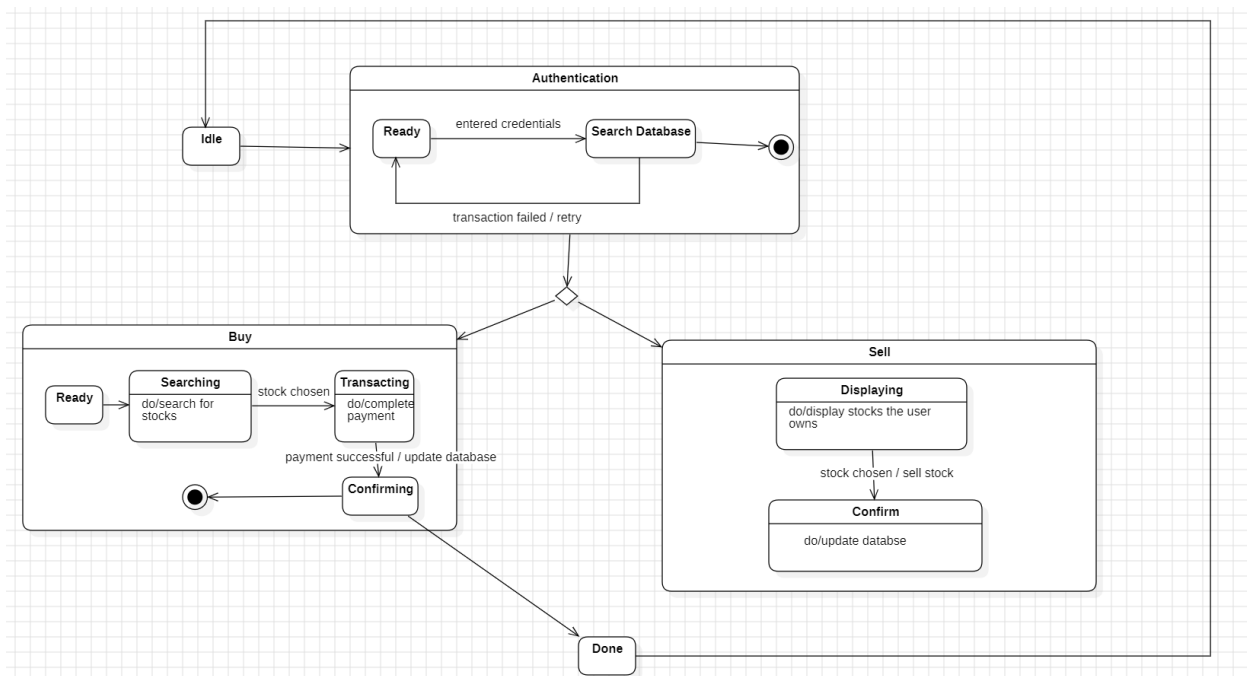 Authentication
Idle
Ready
entered credentials
Search Database
transaction failed / retry
Buy
Ready
Searching
do/search for
stocks
stock chosen
Transacting
do/complete
payment
payment successful / update database
Confirming
Sell
Displaying
do/display stocks the user
owns
stock chosen / sell stock
Confirm
do/update databse
Done